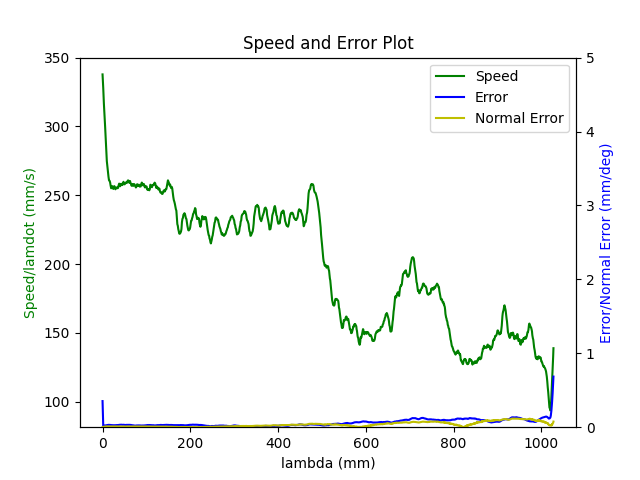 Speed and Error Plot
350
300
250
200
150
100
Speed/lamdot (mm/s)
Speed
Error
Normal Error
5
4
3
2
1
0
Error/Normal Error (mm/deg)
0 200 400 600 800 1000
lambda (mm)